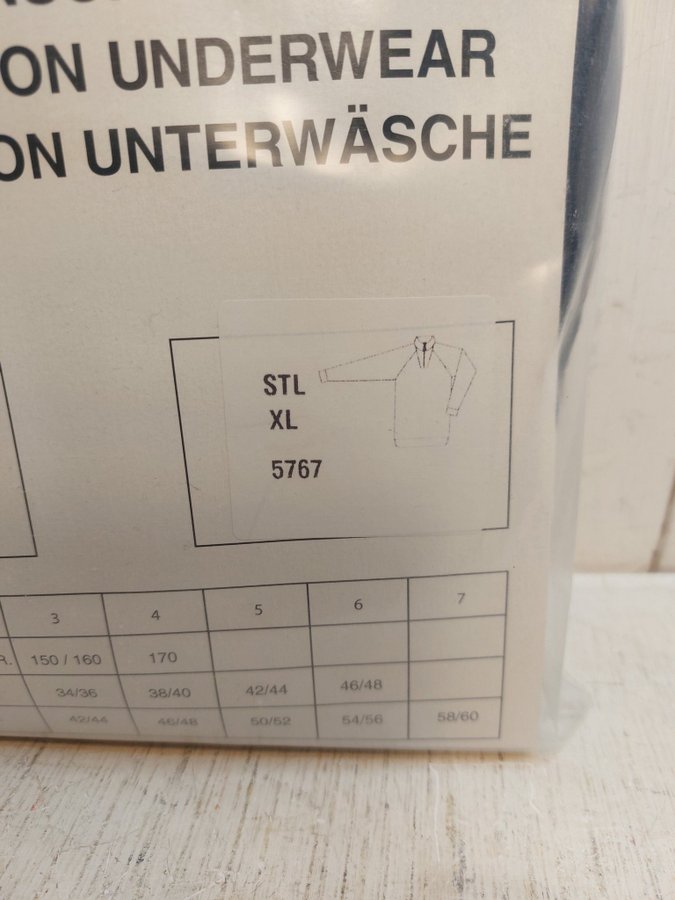 ON UNDERWEAR
ON UNTERWÄSCHE
STL
XL
5767
3 4 5 6 7
R. 150 / 160 170
34/36 38/40 42/44 46/48
42/44 46/48 50/52 54/56 58/60